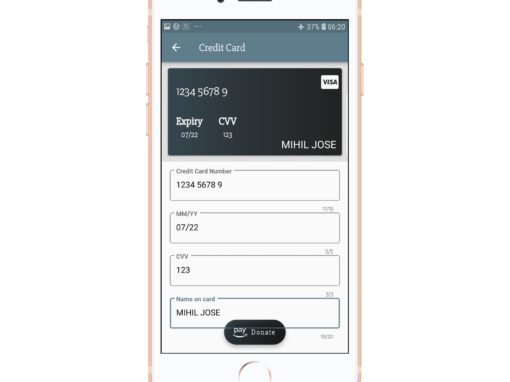 37% 06:20
Credit Card
VISA
1234 5678 9
Expiry CVV
07/22 123
MIHIL JOSE
Credit Card Number
1234 5678 9
11/19
MM/YY
07/22
5/5
CVV
123
3/3
Name on card
MIHIL JOSE
pay Donate
10/20